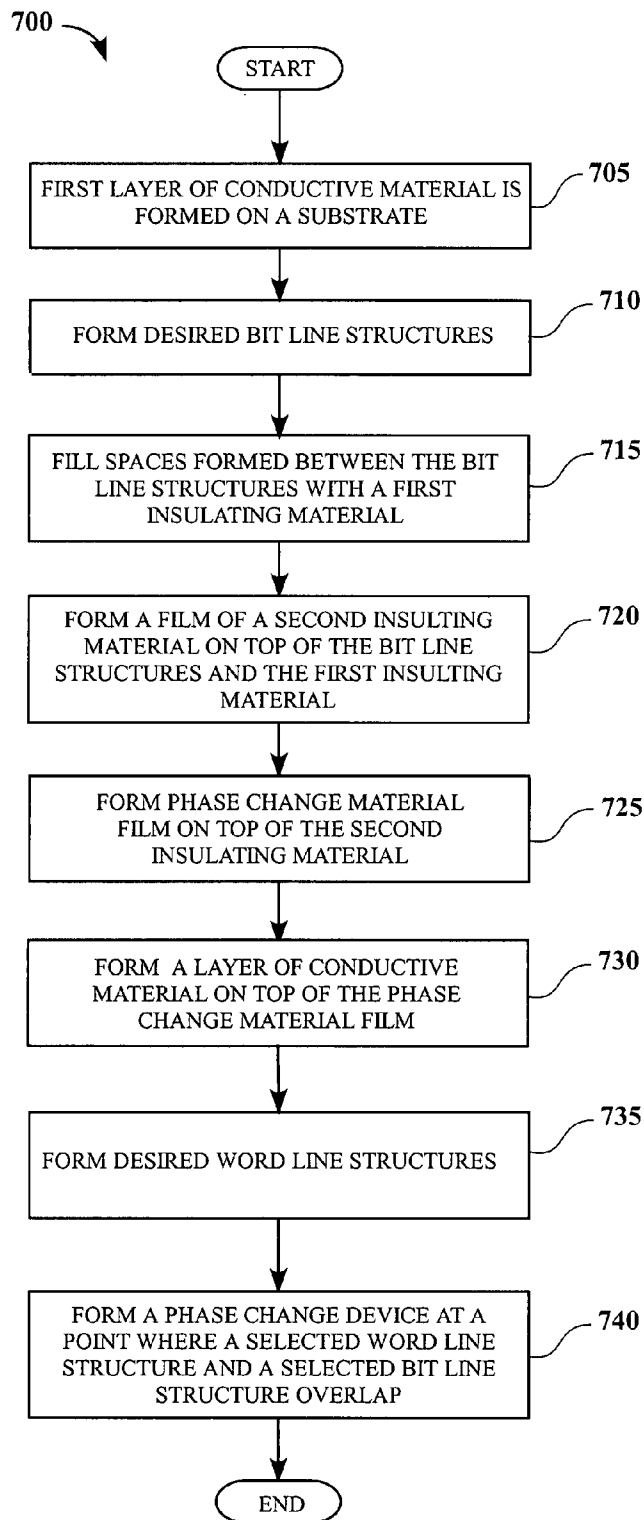 700
START
FIRST LAYER OF CONDUCTIVE MATERIAL IS
FORMED ON A SUBSTRATE
705
FORM DESIRED BIT LINE STRUCTURES
710
FILL SPACES FORMED BETWEEN THE BIT
LINE STRUCTURES WITH A FIRST
INSULATING MATERIAL
715
FORM A FILM OF A SECOND INSULTING
MATERIAL ON TOP OF THE BIT LINE
STRUCTURES AND THE FIRST INSULTING
MATERIAL
720
FORM PHASE CHANGE MATERIAL
FILM ON TOP OF THE SECOND
INSULATING MATERIAL
725
FORM A LAYER OF CONDUCTIVE
MATERIAL ON TOP OF THE PHASE
CHANGE MATERIAL FILM
730
FORM DESIRED WORD LINE STRUCTURES
735
FORM A PHASE CHANGE DEVICE AT A
POINT WHERE A SELECTED WORD LINE
STRUCTURE AND A SELECTED BIT LINE
STRUCTURE OVERLAP
740
END